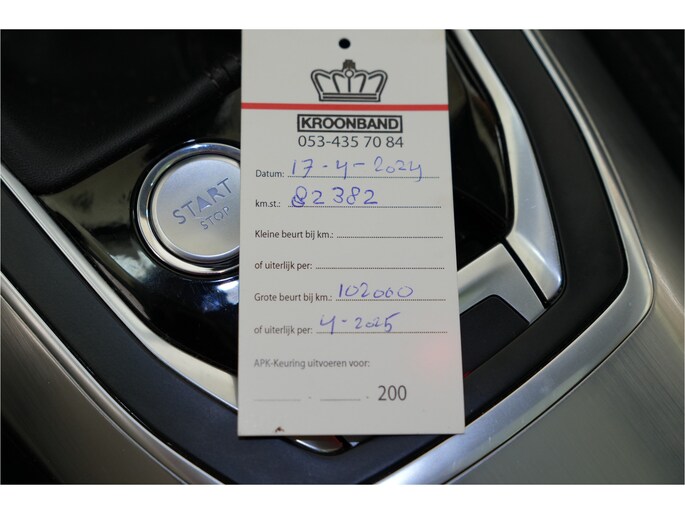 KROONBAND
053-435 70 84
Datum: 17-4-2024
km.st.: 82382
START
STOP
Kleine beurt bij km.:
of uiterlijk per:
Grote beurt bij km.: 102000
of uiterlijk per: 4-2025
APK-Keuring uitvoeren voor:
200